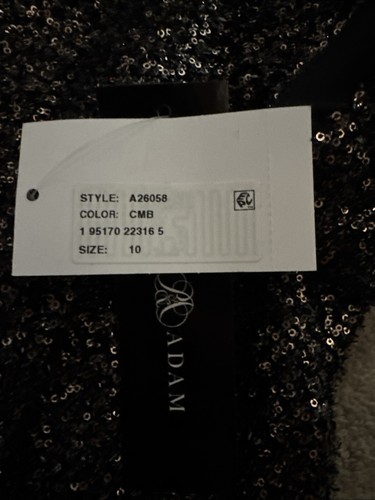 STYLE: A26058
COLOR: CMB
1 95170 22316 5
SIZE: 10
ADAM